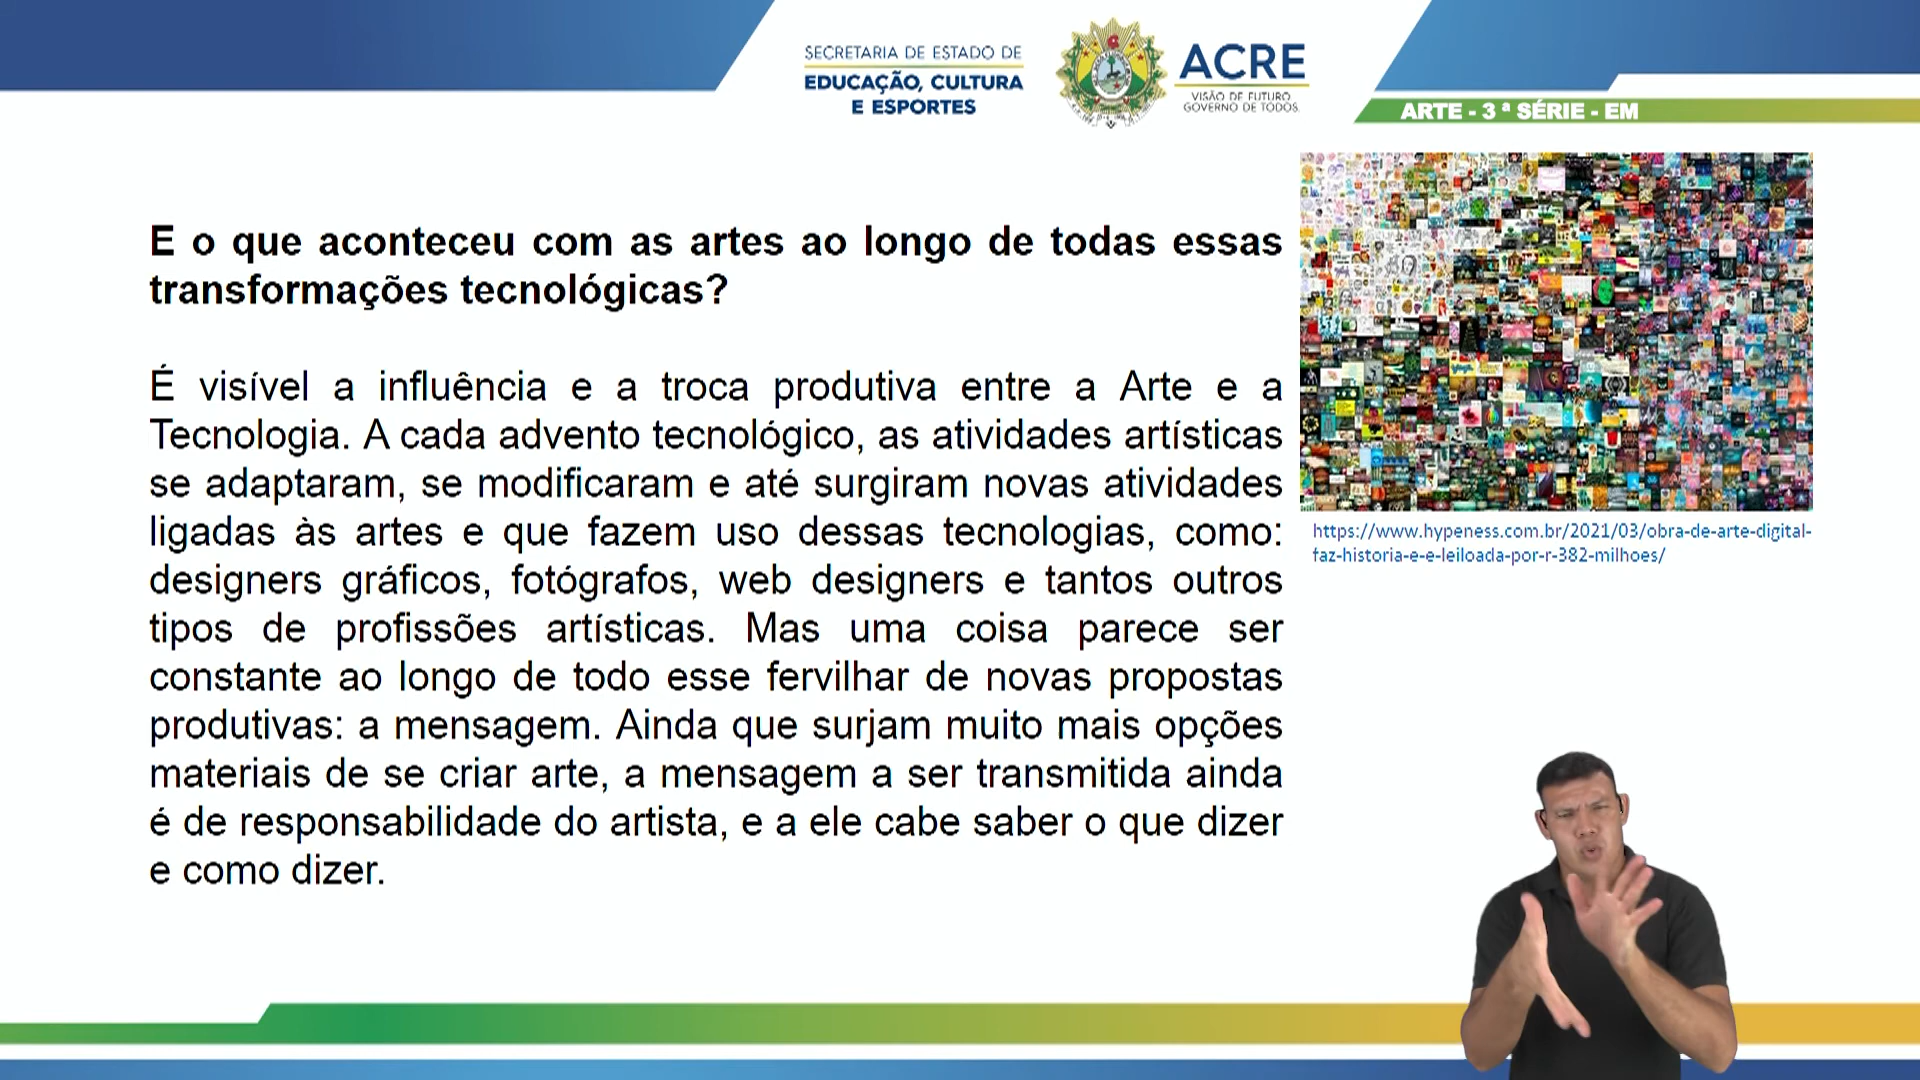 SECRETARIA DE ESTADO DE
EDUCAÇÃO, CULTURA
E ESPORTES
ACRE
VISÃO DE FUTURO
GOVERNO DE TODOS
ARTE - 3 ª SÉRIE - EM
E o que aconteceu com as artes ao longo de todas essas
transformações tecnológicas?
É visível a influência e a troca produtiva entre a Arte e a
Tecnologia. A cada advento tecnológico, as atividades artísticas
se adaptaram, se modificaram e até surgiram novas atividades
ligadas às artes e que fazem uso dessas tecnologias, como:
designers gráficos, fotógrafos, web designers e tantos outros
tipos de profissões artísticas. Mas uma coisa parece ser
constante ao longo de todo esse fervilhar de novas propostas
produtivas: a mensagem. Ainda que surjam muito mais opções
materiais de se criar arte, a mensagem a ser transmitida ainda
é de responsabilidade do artista, e a ele cabe saber o que dizer
e como dizer.
https://www.hypeness.com.br/2021/03/obra-de-arte-digital-
faz-historia-e-e-leiloada-por-r-382-milhoes/